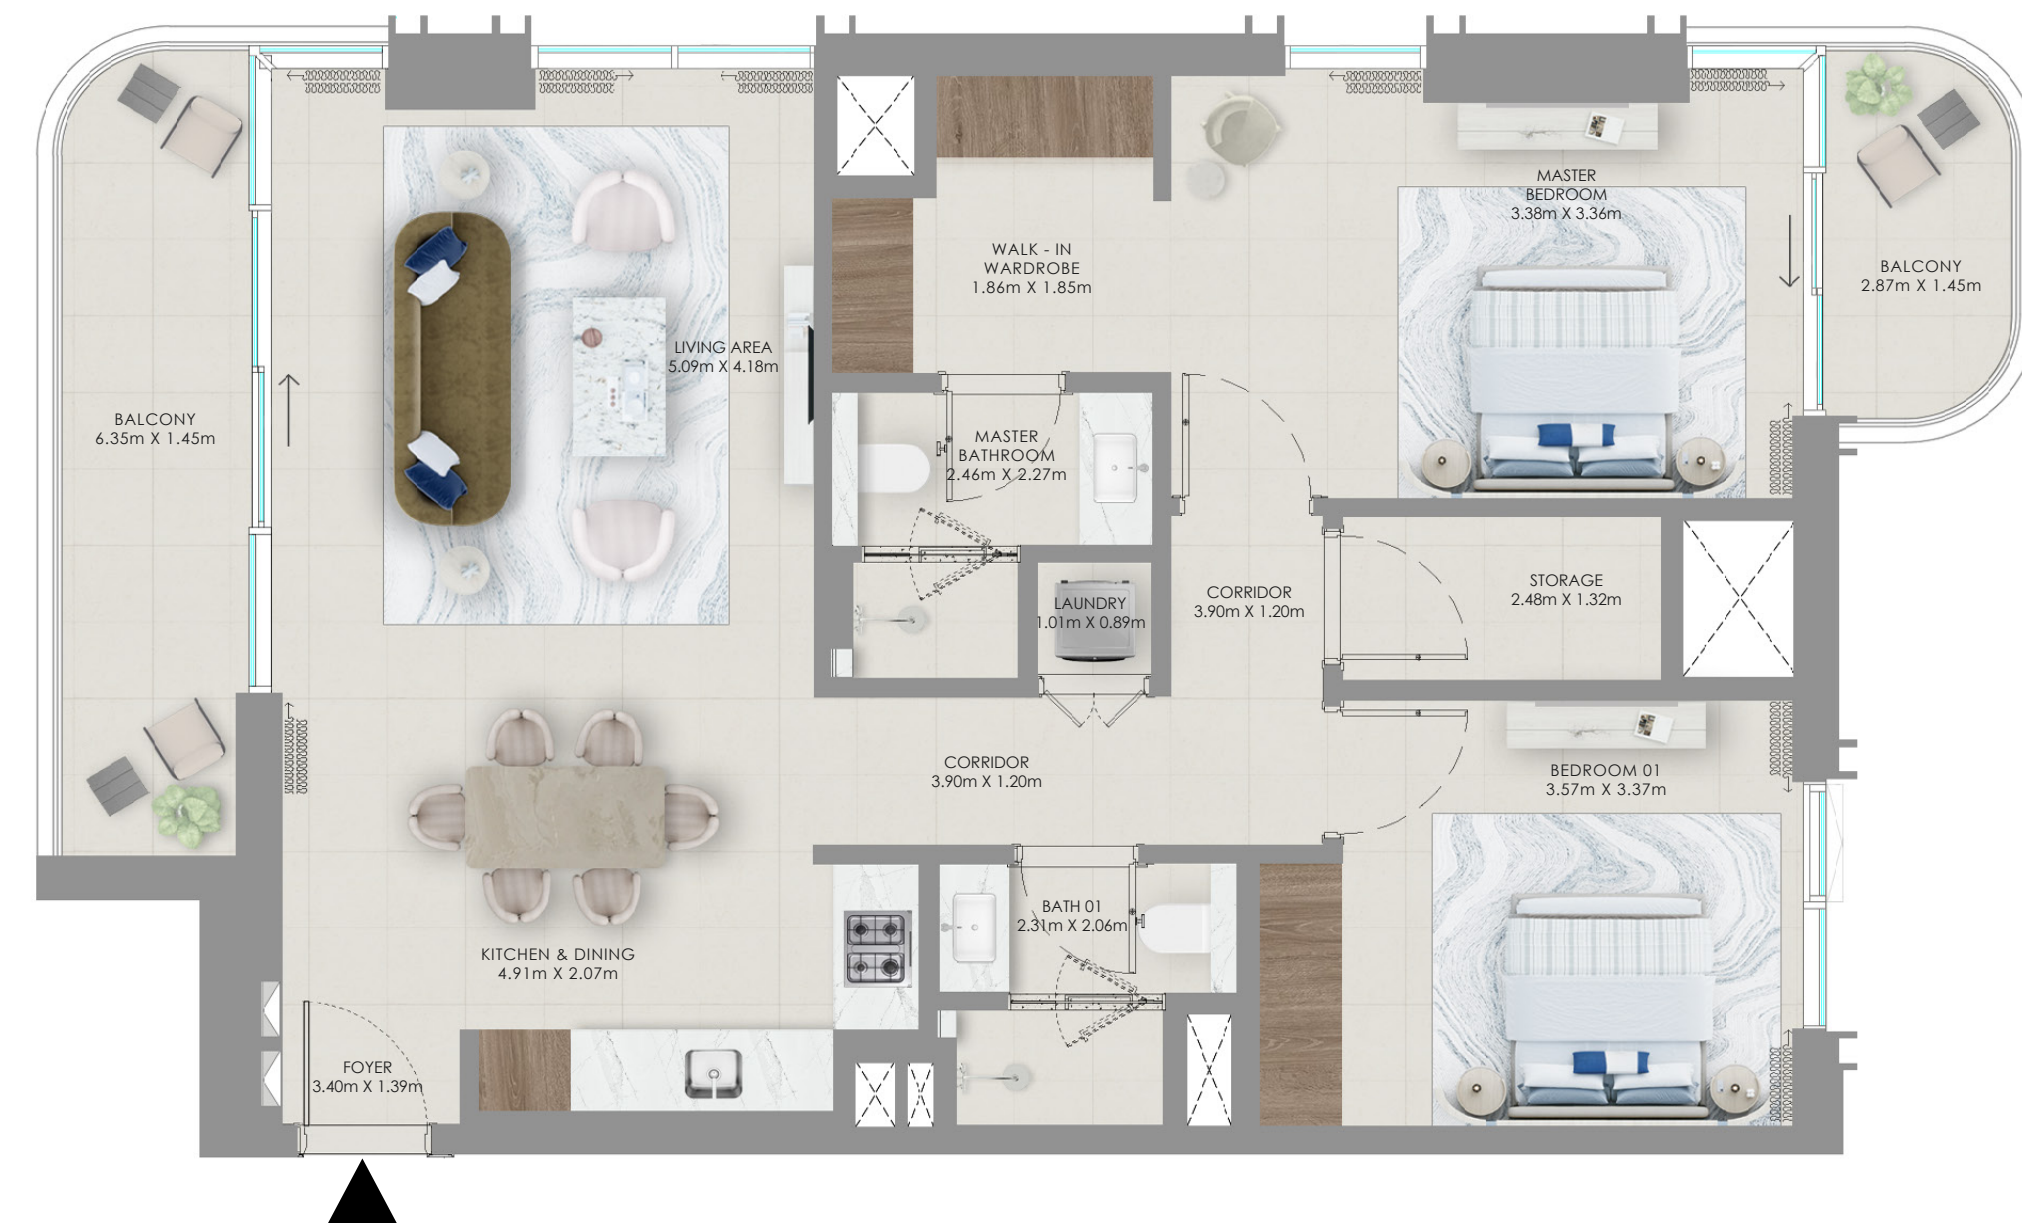 MASTER
BEDROOM
3.38m X 3.36m
WALK - IN
WARDROBE
1.86m X 1.85m
BALCONY
2.87m X 1.45m
LIVING AREA
5.09m X 4.18m
BALCONY
6.35m X 1.45m
MASTER
BATHROOM
2.46m X 2.27m
LAUNDRY
1.01m X 0.89m
CORRIDOR
3.90m X 1.20m
STORAGE
2.48m X 1.32m
CORRIDOR
3.90m X 1.20m
BEDROOM 01
3.57m X 3.37m
BATH 01
2.31m X 2.06m
KITCHEN & DINING
4.91m X 2.07m
FOYER
3.40m X 1.39m